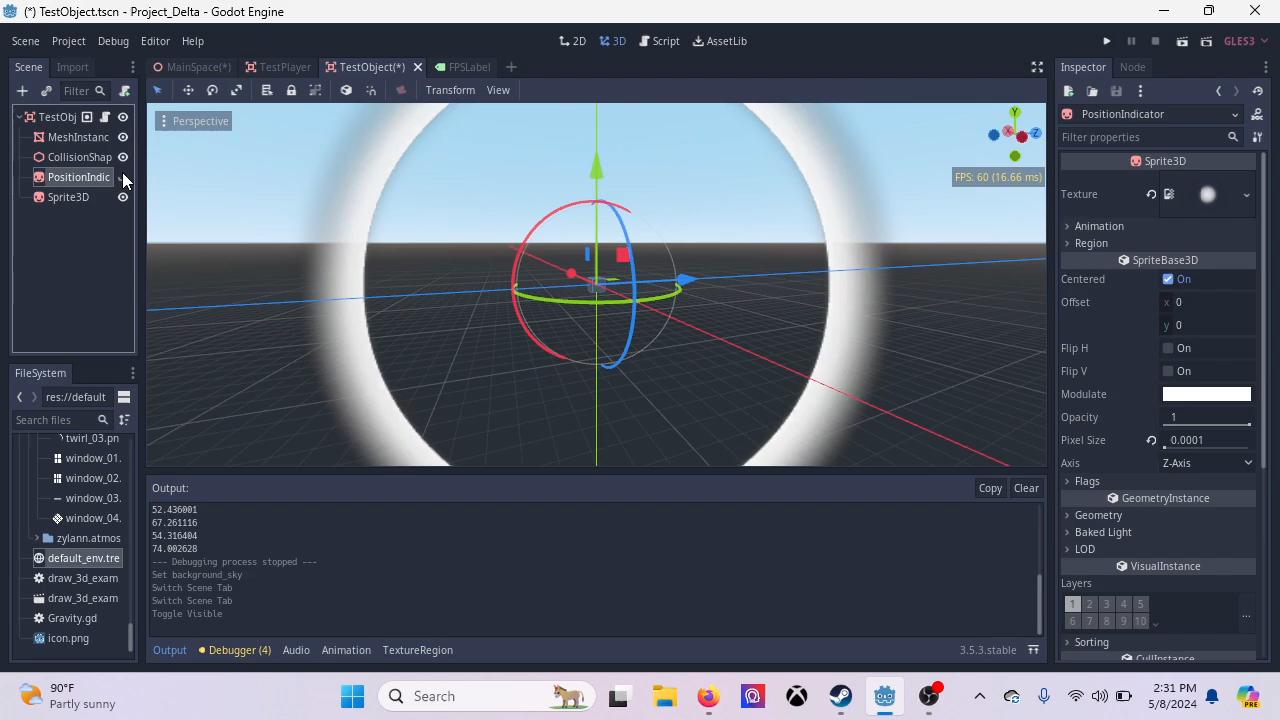 (*) TestObject.tscn - Project_Delta - Godot Engine
Scene Project Debug Editor Help
2D 3D Script AssetLib
GLES3
Scene Import
MainSpace(*) TestPlayer TestObject(*) FPSLabel
Inspector Node
Filter
Transform View
TestObj
MeshInstanc
CollisionShap
PositionIndic
Sprite3D
Perspective
Y
X
Z
FPS: 60 (16.66 ms)
PositionIndicator
Filter properties
Sprite3D
Texture
Animation
Region
SpriteBase3D
Centered On
Offset x 0
y 0
Flip H On
Flip V On
Modulate
Opacity 1
Pixel Size 0.0001
Axis Z-Axis
Flags
GeometryInstance
Geometry
Baked Light
LOD
VisualInstance
Layers
1 2 3 4 5
6 7 8 9 10
Sorting
CullInstance
FileSystem
res://default
Search files
twirl_03.pn
window_01.
window_02.
window_03.
window_04.
zylann.atmos
default_env.tre
draw_3d_exam
draw_3d_exam
Gravity.gd
icon.png
Output:
Copy Clear
52.436001
67.261116
54.316404
74.002628
--- Debugging process stopped ---
Set background_sky
Switch Scene Tab
Switch Scene Tab
Toggle Visible
Output Debugger (4) Audio Animation TextureRegion
3.5.3.stable
90°F
Partly sunny
Search
2:31 PM
5/8/2024
PRE